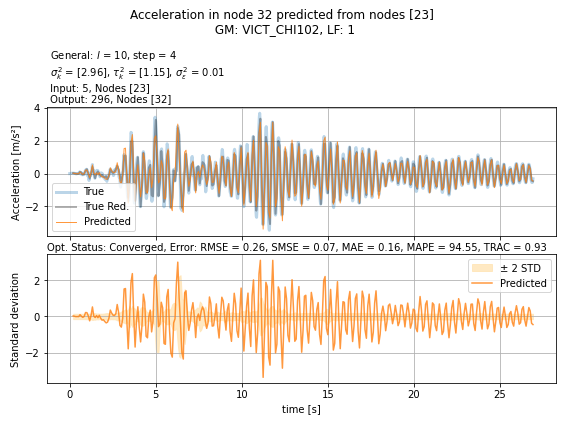 Acceleration in node 32 predicted from nodes [23]
GM: VICT_CHI102, LF: 1
General: l = 10, step = 4
σ²ₖ = [2.96], τ²ₖ = [1.15], σ²ε = 0.01
Input: 5, Nodes [23]
Output: 296, Nodes [32]
Acceleration [m/s²]
4
2
0
−2
True
True Red.
Predicted
Opt. Status: Converged, Error: RMSE = 0.26, SMSE = 0.07, MAE = 0.16, MAPE = 94.55, TRAC = 0.93
Standard deviation
2
0
−2
± 2 STD
Predicted
0 5 10 15 20 25
time [s]